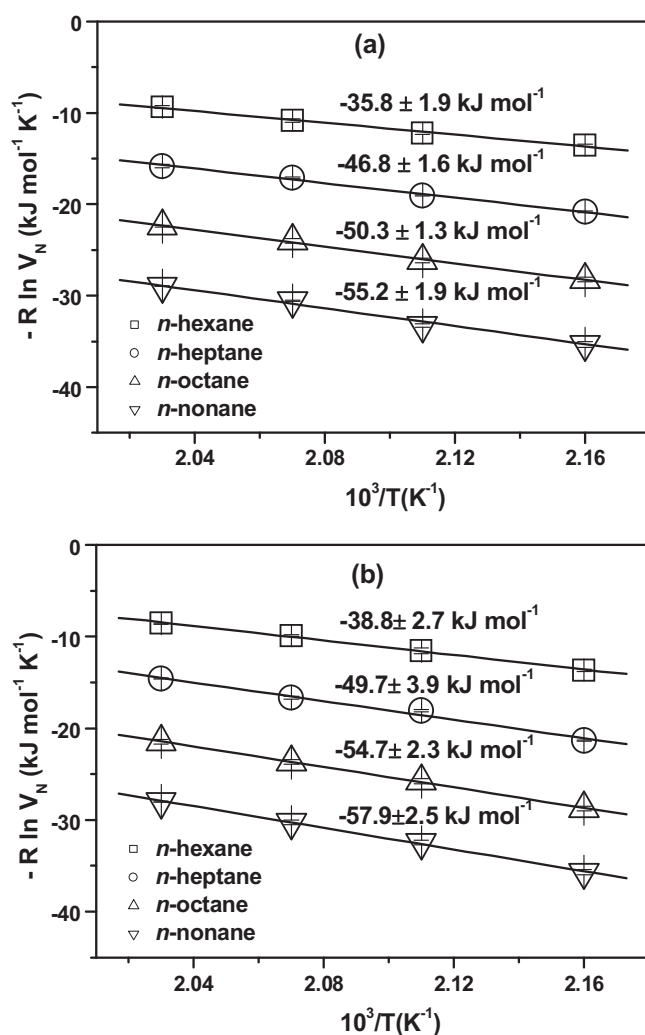 (a)
0
-10
-20
-30
-40
- R ln V_N (kJ mol⁻¹ K⁻¹)
-35.8 ± 1.9 kJ mol⁻¹
-46.8 ± 1.6 kJ mol⁻¹
-50.3 ± 1.3 kJ mol⁻¹
-55.2 ± 1.9 kJ mol⁻¹
n-hexane
n-heptane
n-octane
n-nonane
2.04 2.08 2.12 2.16
10³/T(K⁻¹)
(b)
0
-10
-20
-30
-40
- R ln V_N (kJ mol⁻¹ K⁻¹)
-38.8± 2.7 kJ mol⁻¹
-49.7± 3.9 kJ mol⁻¹
-54.7± 2.3 kJ mol⁻¹
-57.9±2.5 kJ mol⁻¹
n-hexane
n-heptane
n-octane
n-nonane
2.04 2.08 2.12 2.16
10³/T(K⁻¹)